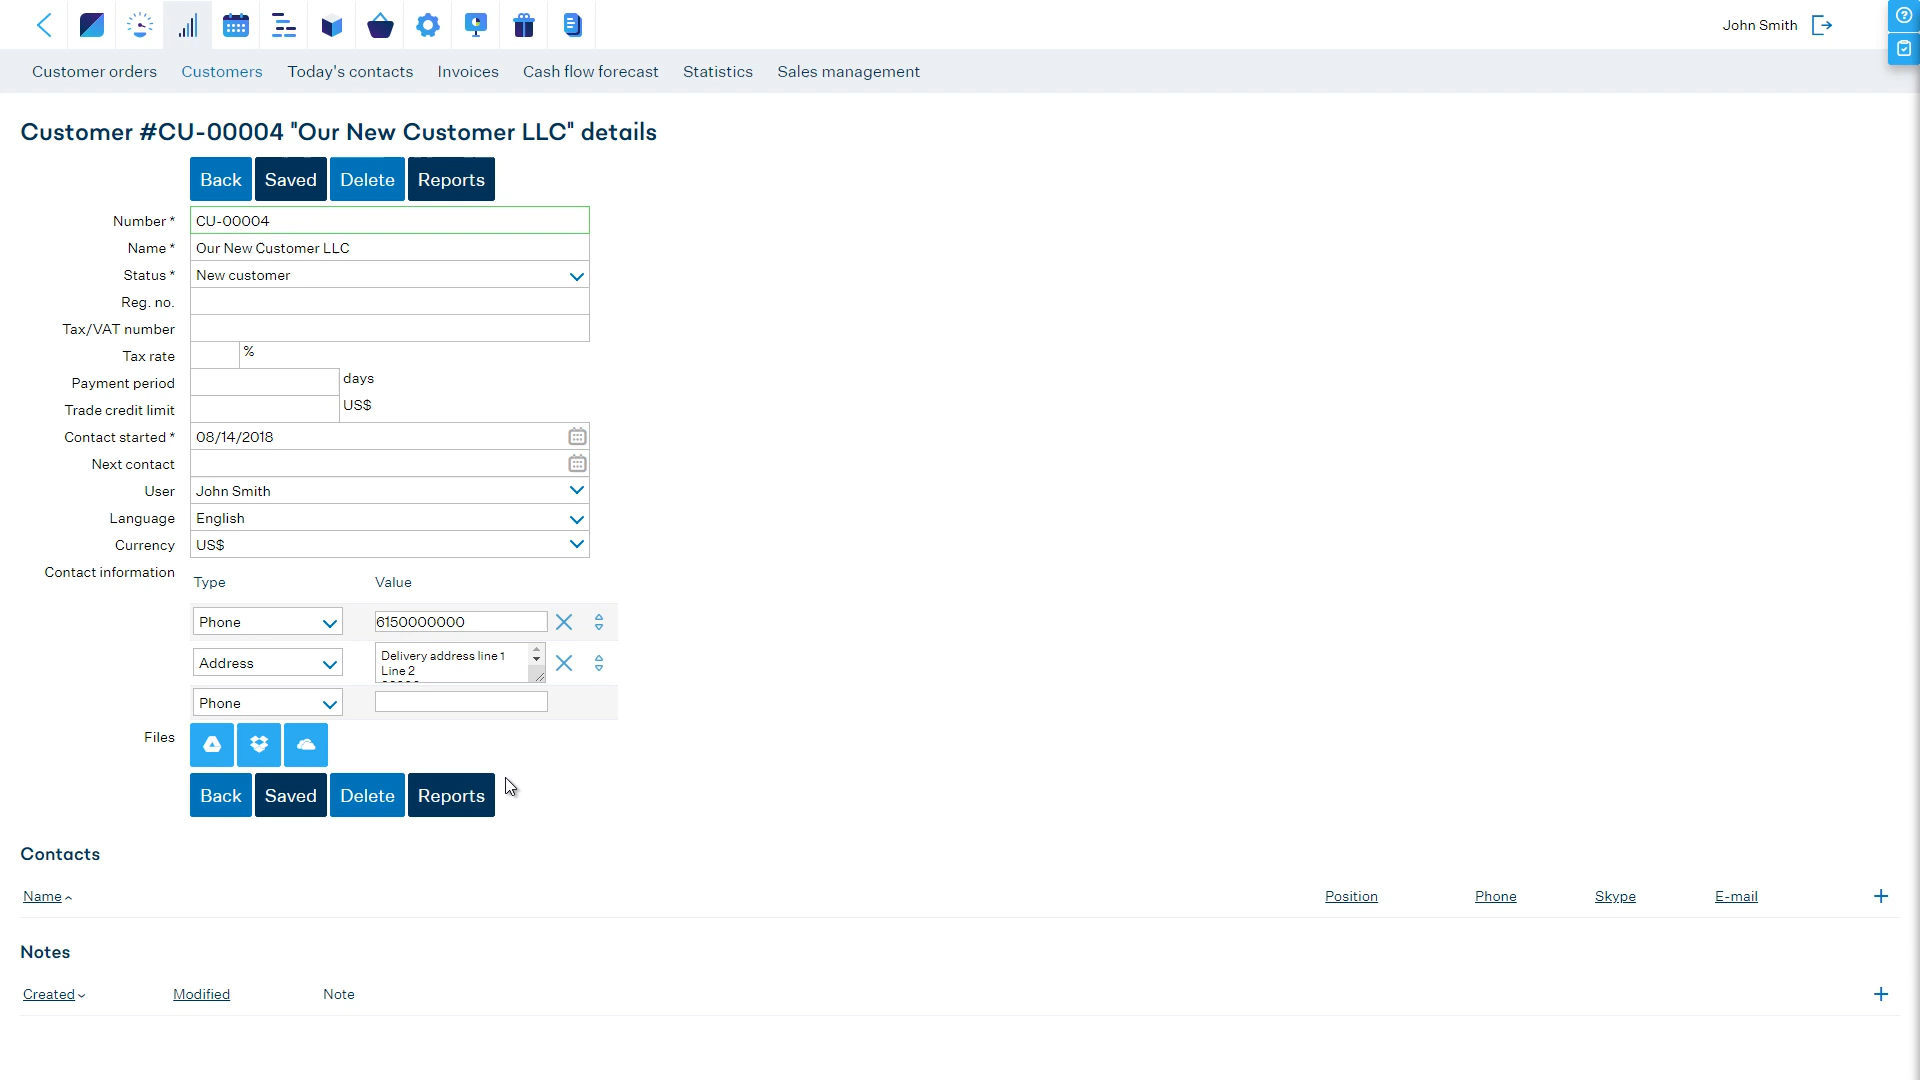 John Smith
Customer orders Customers Today's contacts Invoices Cash flow forecast Statistics Sales management
Customer #CU-00004 "Our New Customer LLC" details
Back Saved Delete Reports
Number * CU-00004
Name * Our New Customer LLC
Status * New customer
Reg. no.
Tax/VAT number
Tax rate %
Payment period days
Trade credit limit US$
Contact started * 08/14/2018
Next contact
User John Smith
Language English
Currency US$
Contact information
Type Value
Phone 6150000000
Address Delivery address line 1
Line 2
Phone
Files
Back Saved Delete Reports
Contacts
Name Position Phone Skype E-mail
Notes
Created Modified Note